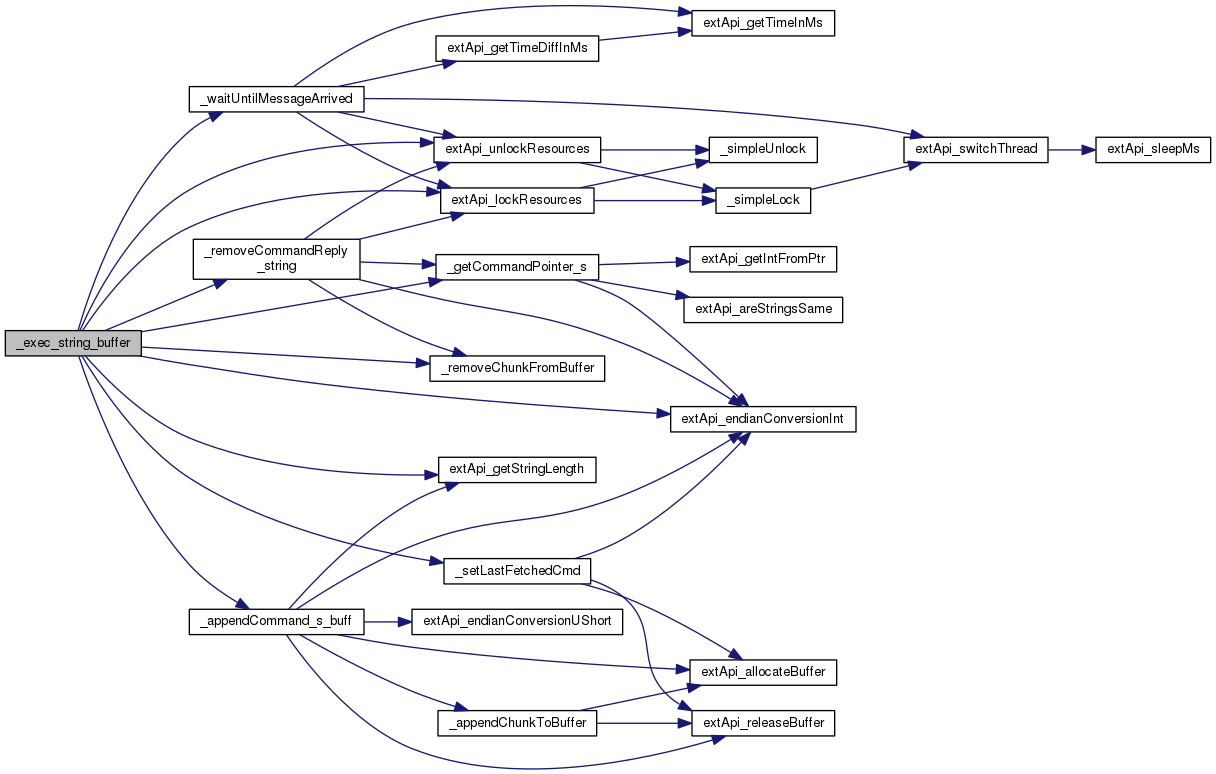 extApi_getTimeInMs
extApi_getTimeDiffInMs
_waitUntilMessageArrived
extApi_unlockResources
_simpleUnlock
extApi_switchThread
extApi_sleepMs
extApi_lockResources
_simpleLock
_removeCommandReply
_string
_getCommandPointer_s
extApi_getIntFromPtr
extApi_areStringsSame
_exec_string_buffer
_removeChunkFromBuffer
extApi_endianConversionInt
extApi_getStringLength
_setLastFetchedCmd
_appendCommand_s_buff
extApi_endianConversionUShort
extApi_allocateBuffer
_appendChunkToBuffer
extApi_releaseBuffer